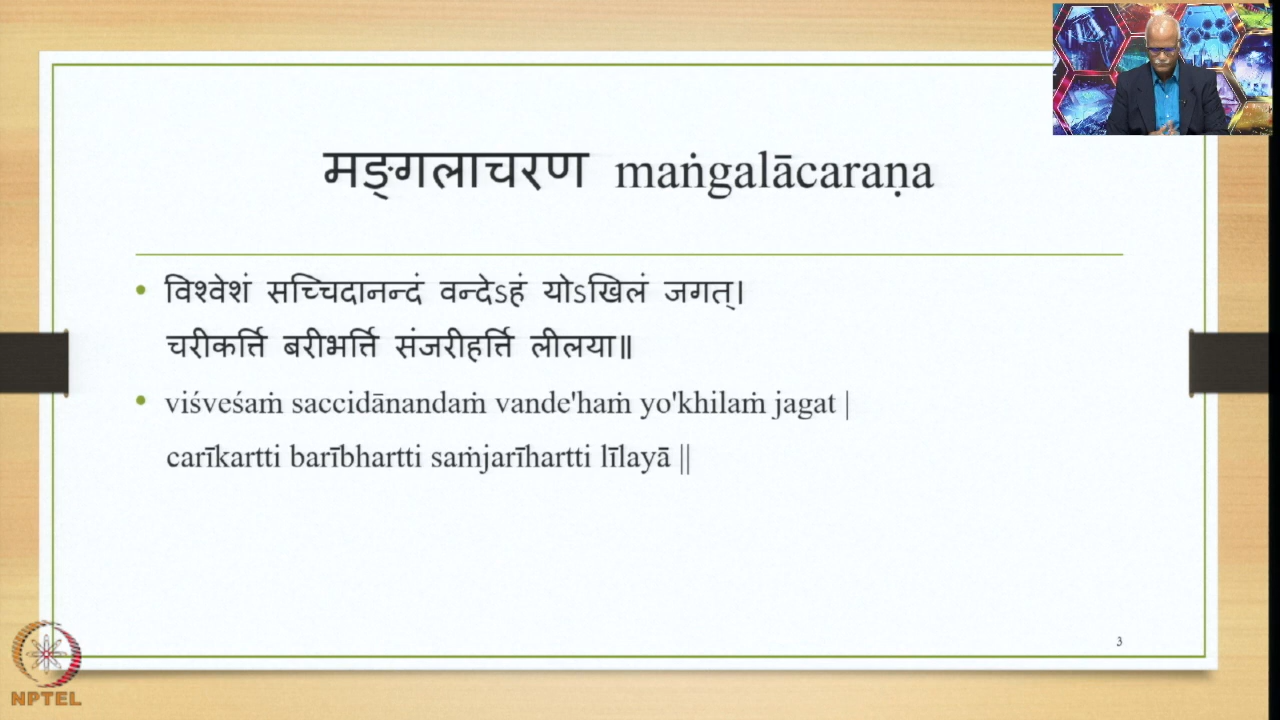 मङ्गलाचरण maṅgalācaraṇa
विश्वेशं सच्चिदानन्दं वन्देऽहं योऽखिलं जगत्।
चरीकर्त्ति बरीभर्त्ति संजरीहर्त्ति लीलया॥
viśveśaṁ saccidānandaṁ vande'haṁ yo'khilaṁ jagat |
carīkartti barībhartti saṁjarīhartti līlayā ||
3
NPTEL